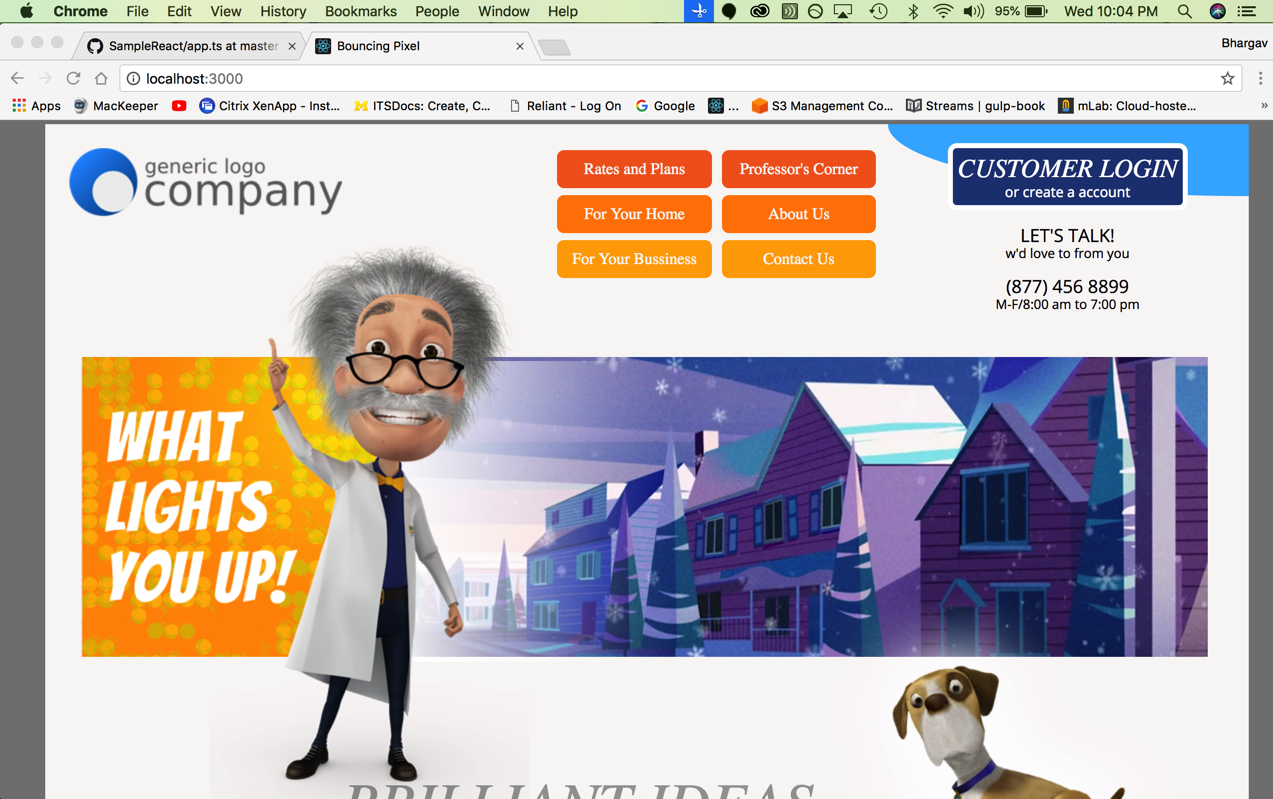 Chrome File Edit View History Bookmarks People Window Help 95% Wed 10:04 PM
SampleReact/app.ts at master Bouncing Pixel Bhargav
localhost:3000
Apps MacKeeper Citrix XenApp - Inst... ITSDocs: Create, C... Reliant - Log On Google ... S3 Management Co... Streams | gulp-book mLab: Cloud-hoste... »
generic logo
company
Rates and Plans Professor's Corner
For Your Home About Us
For Your Bussiness Contact Us
CUSTOMER LOGIN
or create a account
LET'S TALK!
w'd love to from you
(877) 456 8899
M-F/8:00 am to 7:00 pm
WHAT
LIGHTS
YOU UP!
BRILLIANT IDEAS